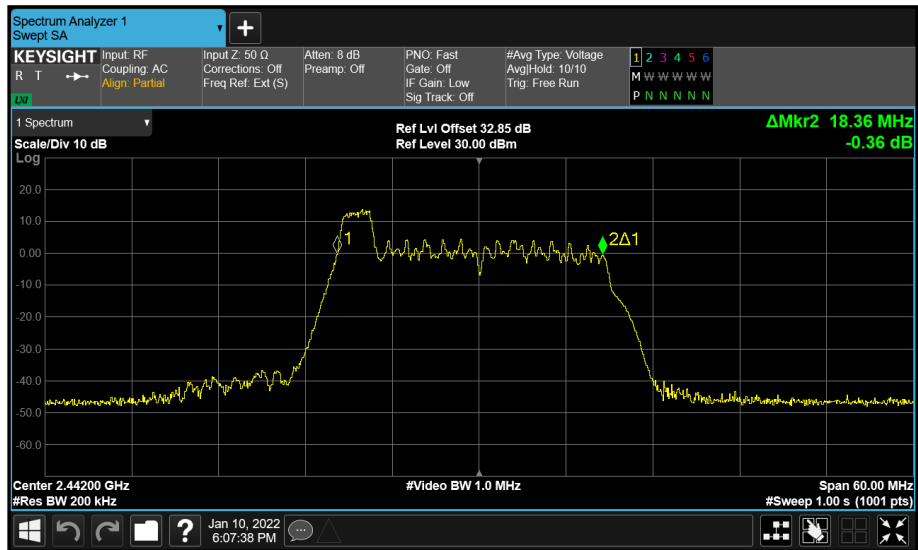 Spectrum Analyzer 1
Swept SA
KEYSIGHT
R T
LXI
Input: RF
Coupling: AC
Align: Partial
Input Z: 50 Ω
Corrections: Off
Freq Ref: Ext (S)
Atten: 8 dB
Preamp: Off
PNO: Fast
Gate: Off
IF Gain: Low
Sig Track: Off
#Avg Type: Voltage
Avg|Hold: 10/10
Trig: Free Run
1 2 3 4 5 6
M W W W W W
P N N N N N
1 Spectrum
Scale/Div 10 dB
Ref Lvl Offset 32.85 dB
Ref Level 30.00 dBm
ΔMkr2 18.36 MHz
-0.36 dB
Log
20.0
10.0
0.00
-10.0
-20.0
-30.0
-40.0
-50.0
-60.0
1
2Δ1
Center 2.44200 GHz
#Res BW 200 kHz
#Video BW 1.0 MHz
Span 60.00 MHz
#Sweep 1.00 s (1001 pts)
Jan 10, 2022
6:07:38 PM